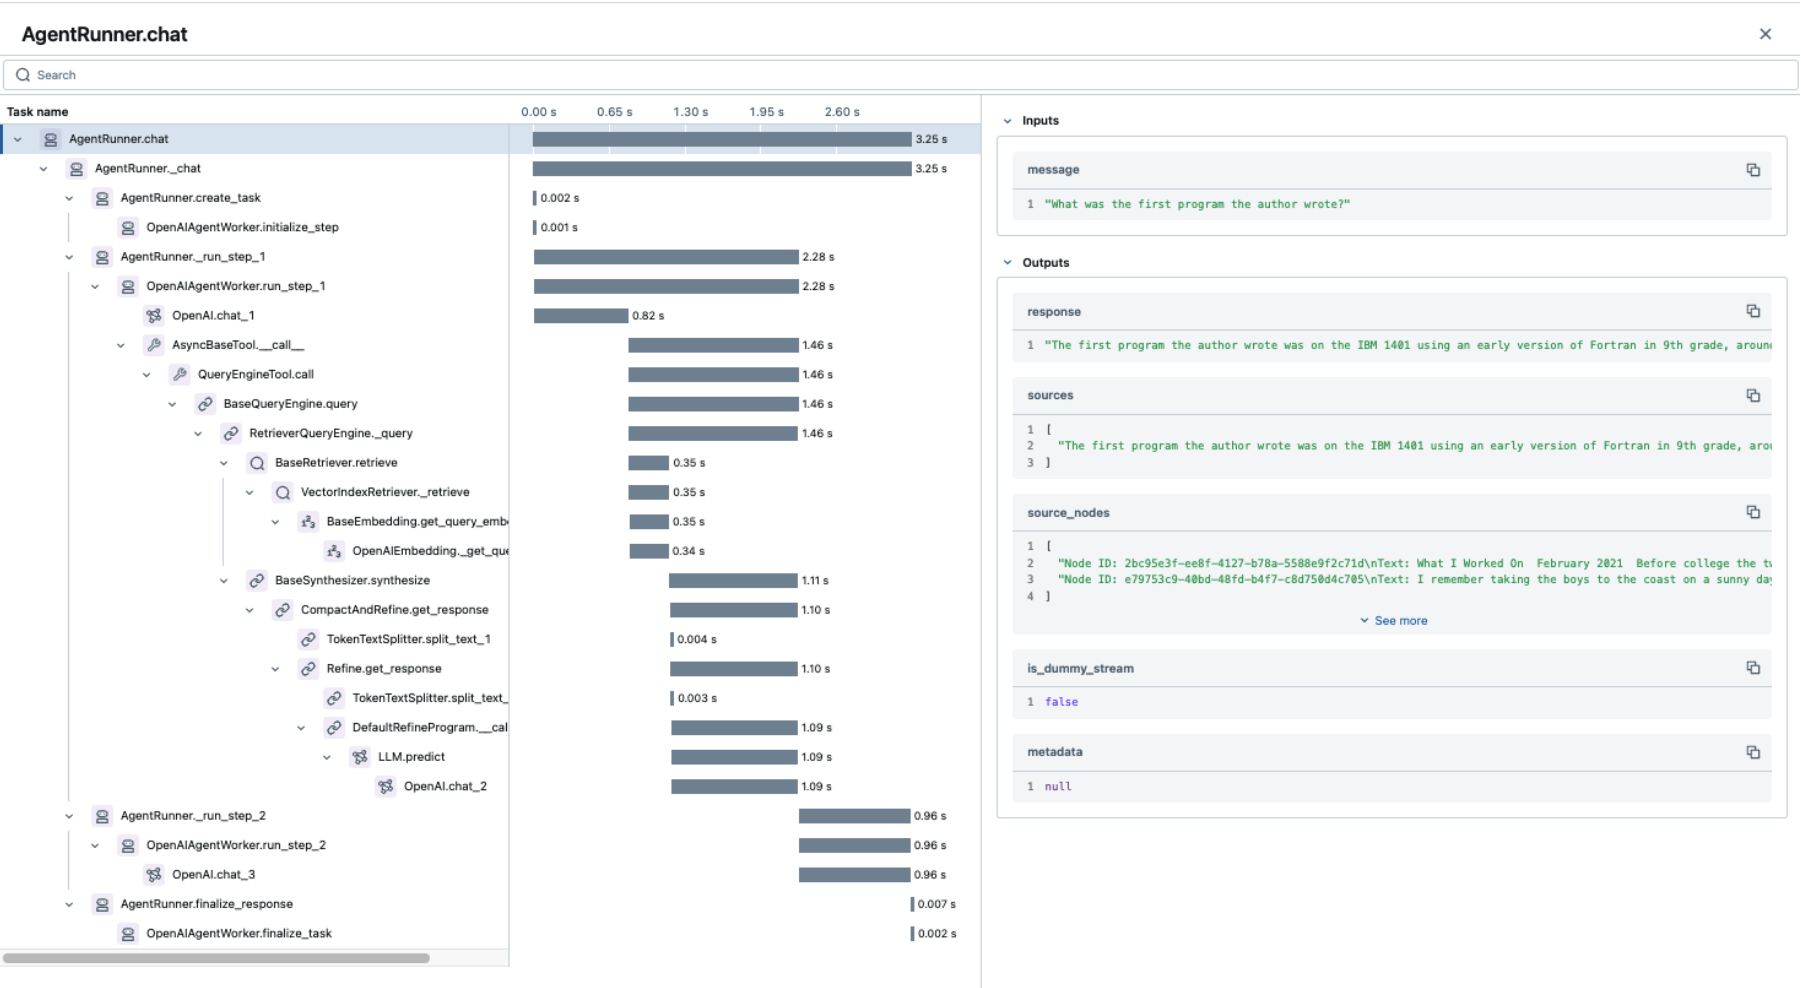 AgentRunner.chat
Search
Task name 0.00 s 0.65 s 1.30 s 1.95 s 2.60 s
AgentRunner.chat 3.25 s
AgentRunner._chat 3.25 s
AgentRunner.create_task 0.002 s
OpenAIAgentWorker.initialize_step 0.001 s
AgentRunner._run_step_1 2.28 s
OpenAIAgentWorker.run_step_1 2.28 s
OpenAI.chat_1 0.82 s
AsyncBaseTool.__call__ 1.46 s
QueryEngineTool.call 1.46 s
BaseQueryEngine.query 1.46 s
RetrieverQueryEngine._query 1.46 s
BaseRetriever.retrieve 0.35 s
VectorIndexRetriever._retrieve 0.35 s
BaseEmbedding.get_query_emb 0.35 s
OpenAIEmbedding._get_que 0.34 s
BaseSynthesizer.synthesize 1.11 s
CompactAndRefine.get_response 1.10 s
TokenTextSplitter.split_text_1 0.004 s
Refine.get_response 1.10 s
TokenTextSplitter.split_text_ 0.003 s
DefaultRefineProgram.__cal 1.09 s
LLM.predict 1.09 s
OpenAI.chat_2 1.09 s
AgentRunner._run_step_2 0.96 s
OpenAIAgentWorker.run_step_2 0.96 s
OpenAI.chat_3 0.96 s
AgentRunner.finalize_response 0.007 s
OpenAIAgentWorker.finalize_task 0.002 s
Inputs
message
1 "What was the first program the author wrote?"
Outputs
response
1 "The first program the author wrote was on the IBM 1401 using an early version of Fortran in 9th grade, aroun
sources
1 [
2 "The first program the author wrote was on the IBM 1401 using an early version of Fortran in 9th grade, arou
3 ]
source_nodes
1 [
2 "Node ID: 2bc95e3f-ee8f-4127-b78a-5588e9f2c71d\nText: What I Worked On February 2021 Before college the tw
3 "Node ID: e79753c9-40bd-48fd-b4f7-c8d750d4c705\nText: I remember taking the boys to the coast on a sunny day
4 ]
See more
is_dummy_stream
1 false
metadata
1 null